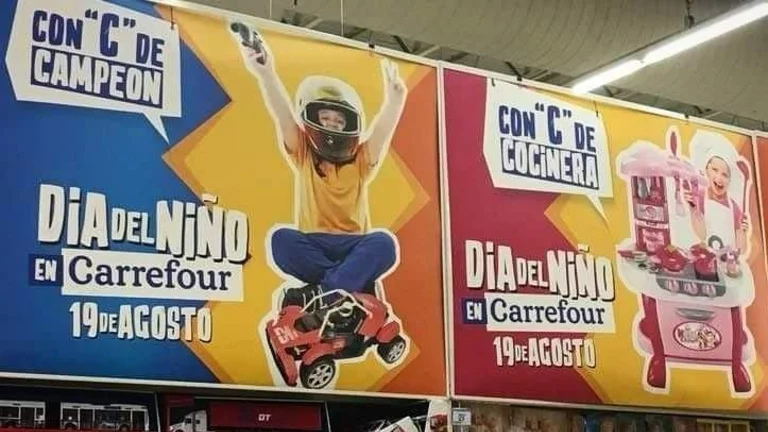 CON "C" DE
CAMPEON
DIA DEL NIÑO
EN Carrefour
19 DE AGOSTO
CON "C" DE
COCINERA
DIA DEL NIÑO
EN Carrefour
19 DE AGOSTO